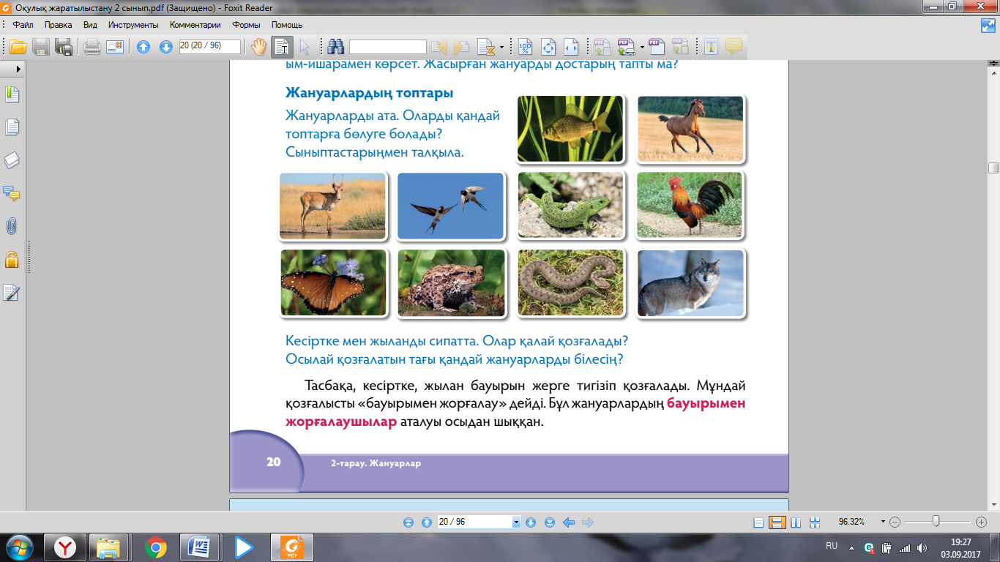 Оқулық жаратылыстану 2 сынып.pdf (Защищено) - Foxit Reader
Файл Правка Вид Инструменты Комментарии Формы Помощь
20 (20 / 96)
ым-ишарамен көрсет. Жасырған жануарды достарың тапты ма?
Жануарлардың топтары
Жануарларды ата. Оларды қандай
топтарға бөлуге болады?
Сыныптастарыңмен талқыла.
Кесіртке мен жыланды сипатта. Олар қалай қозғалады?
Осылай қозғалатын тағы қандай жануарларды білесің?
Тасбақа, кесіртке, жылан бауырын жерге тигізіп қозғалады. Мұндай
қозғалысты «бауырымен жорғалау» дейді. Бұл жануарлардың бауырымен
жорғалаушылар аталуы осыдан шыққан.
20 2-тарау. Жануарлар
20 / 96
96.32%
RU
19:27
03.09.2017